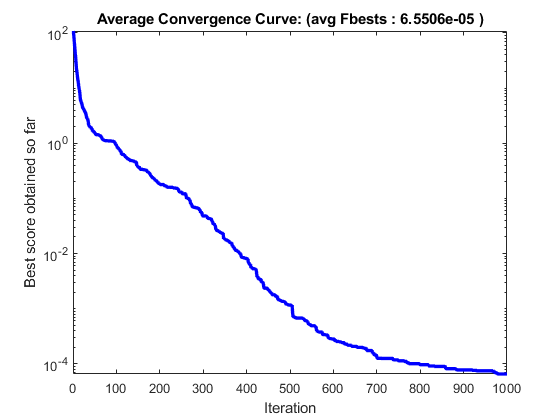 Average Convergence Curve: (avg Fbests : 6.5506e-05 )
Best score obtained so far
10^2
10^0
10^-2
10^-4
0 100 200 300 400 500 600 700 800 900 1000
Iteration